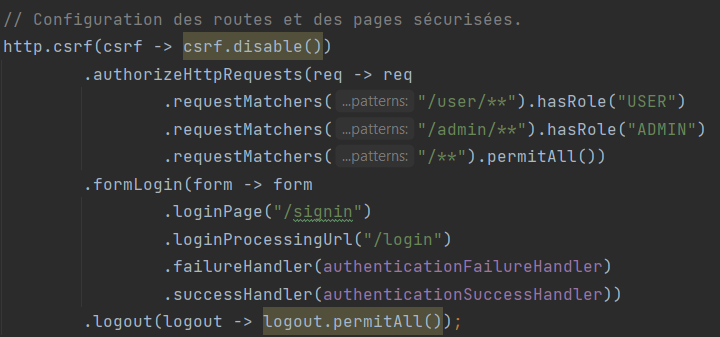 // Configuration des routes et des pages sécurisées.
http.csrf(csrf -> csrf.disable())
.authorizeHttpRequests(req -> req
.requestMatchers( ...patterns: "/user/**").hasRole("USER")
.requestMatchers( ...patterns: "/admin/**").hasRole("ADMIN")
.requestMatchers( ...patterns: "/**").permitAll())
.formLogin(form -> form
.loginPage("/signin")
.loginProcessingUrl("/login")
.failureHandler(authenticationFailureHandler)
.successHandler(authenticationSuccessHandler))
.logout(logout -> logout.permitAll());